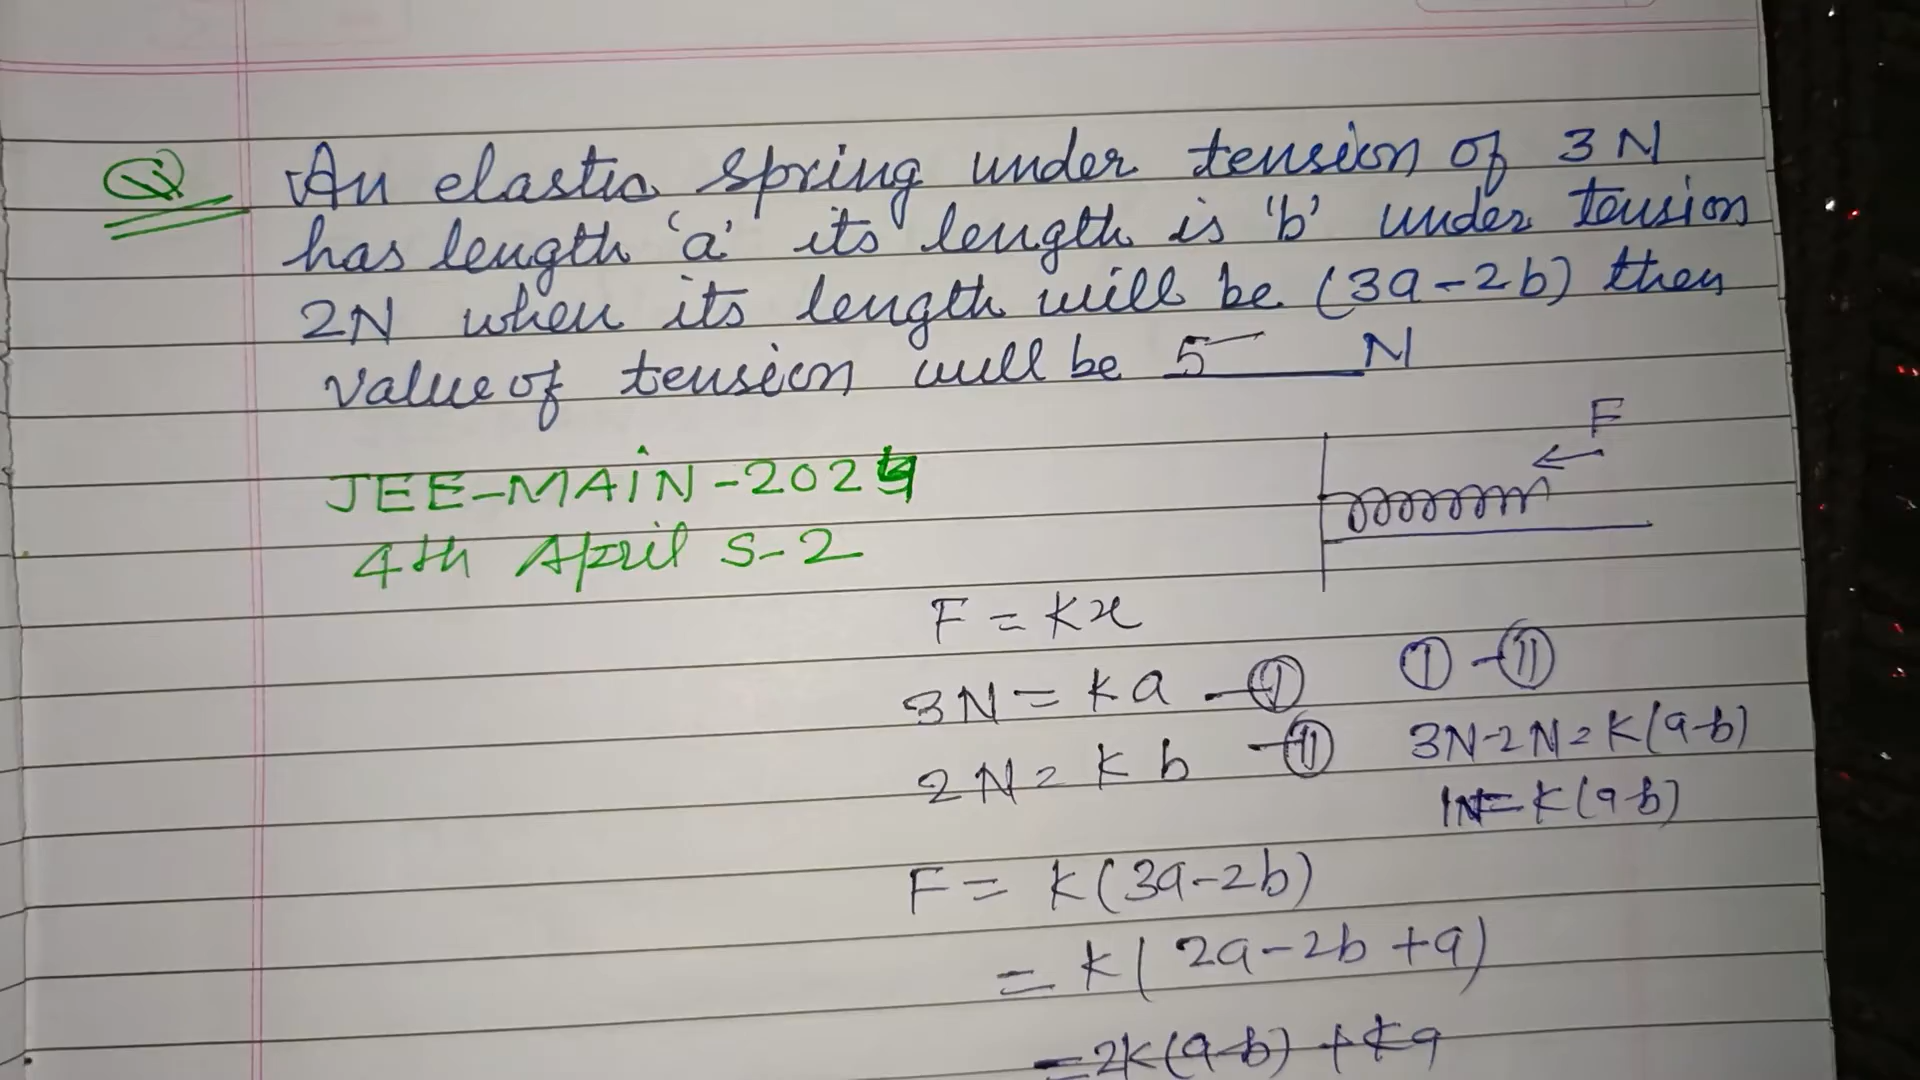 Q An elastic spring under tension of 3N
has length 'a' its length is 'b' under tension
2N when its length will be (3a-2b) then
value of tension will be 5 N
F
JEE-MAIN-2024
4th April S-2
F = Kx
3N = Ka - I
I - II
2N = Kb - II
3N-2N = K(a-b)
1N = K(a-b)
F = K(3a-2b)
= K(2a-2b+a)
= 2K(a-b) + Ka